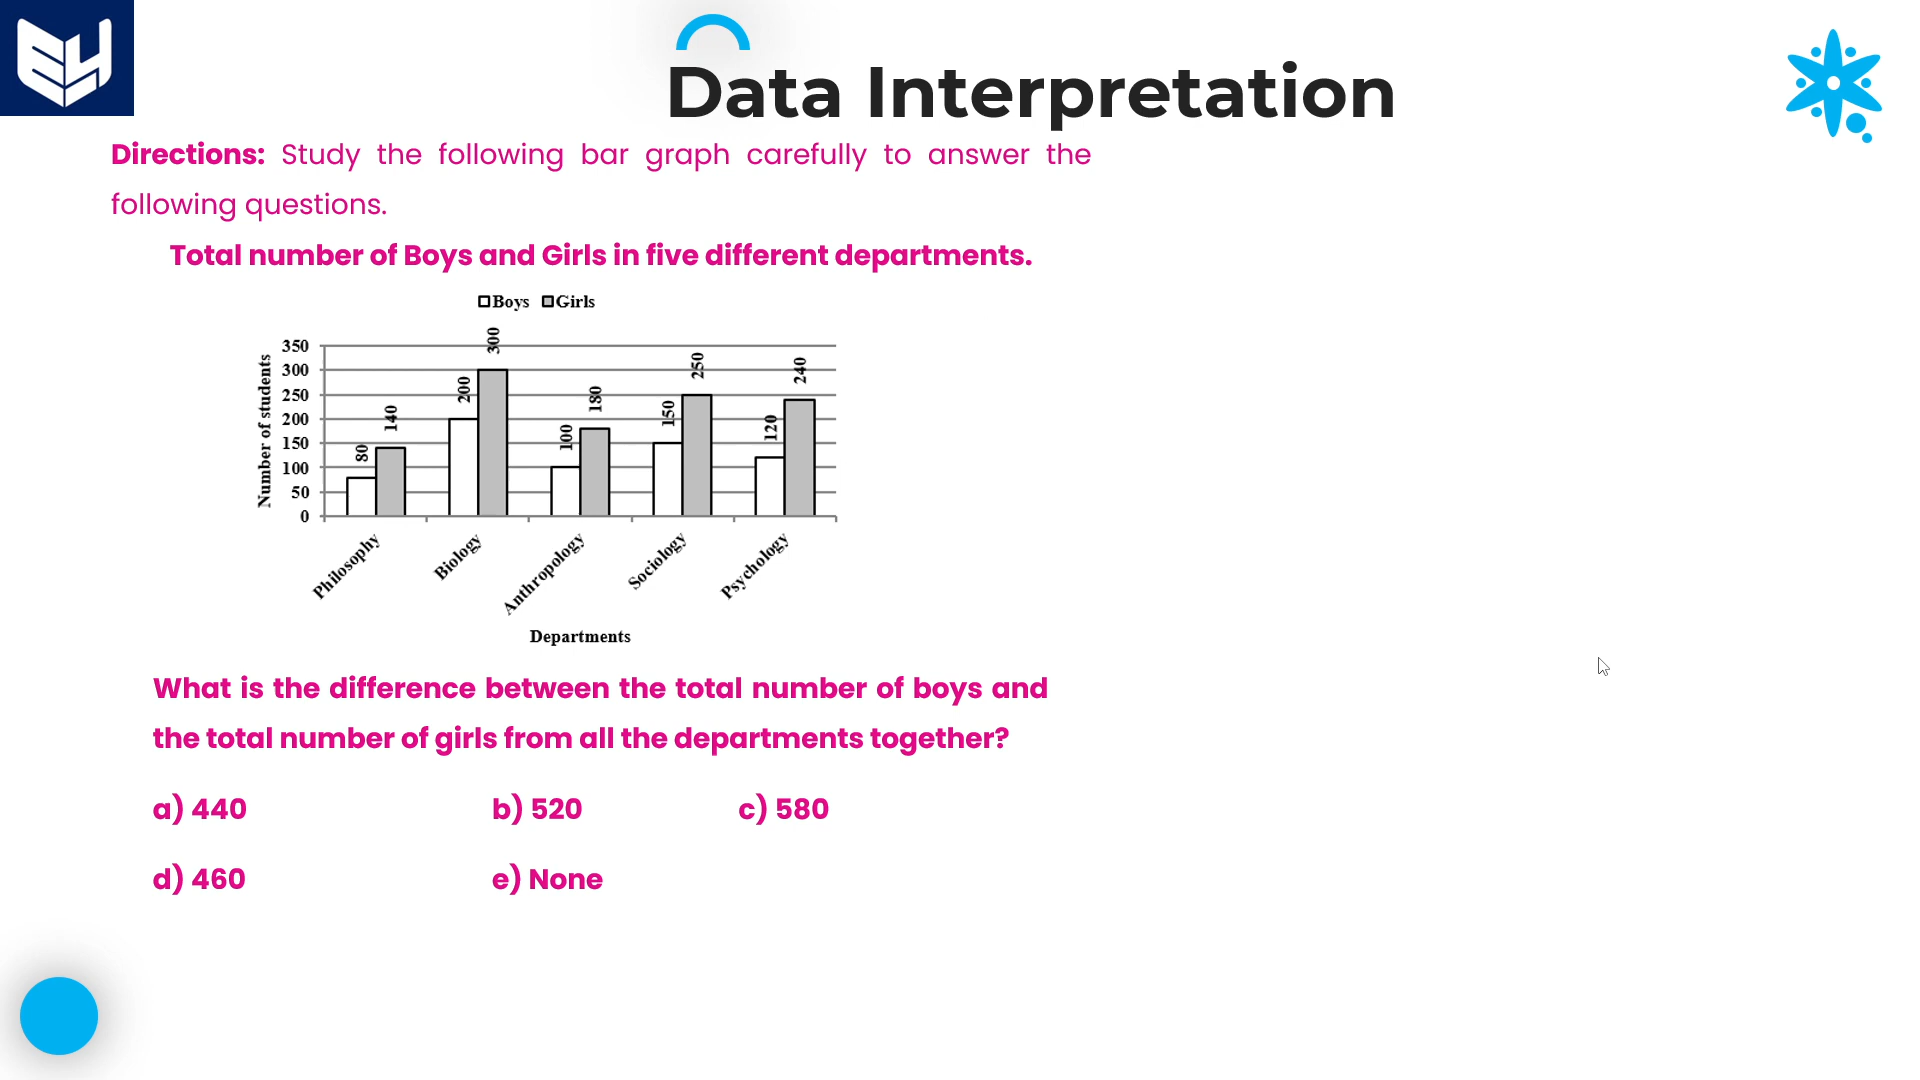 Data Interpretation
Directions: Study the following bar graph carefully to answer the
following questions.
Total number of Boys and Girls in five different departments.
Boys Girls
Number of students
350
300
250
200
150
100
50
0
80
140
200
300
100
180
150
250
120
240
Philosophy
Biology
Anthropology
Sociology
Psychology
Departments
What is the difference between the total number of boys and
the total number of girls from all the departments together?
a) 440 b) 520 c) 580
d) 460 e) None